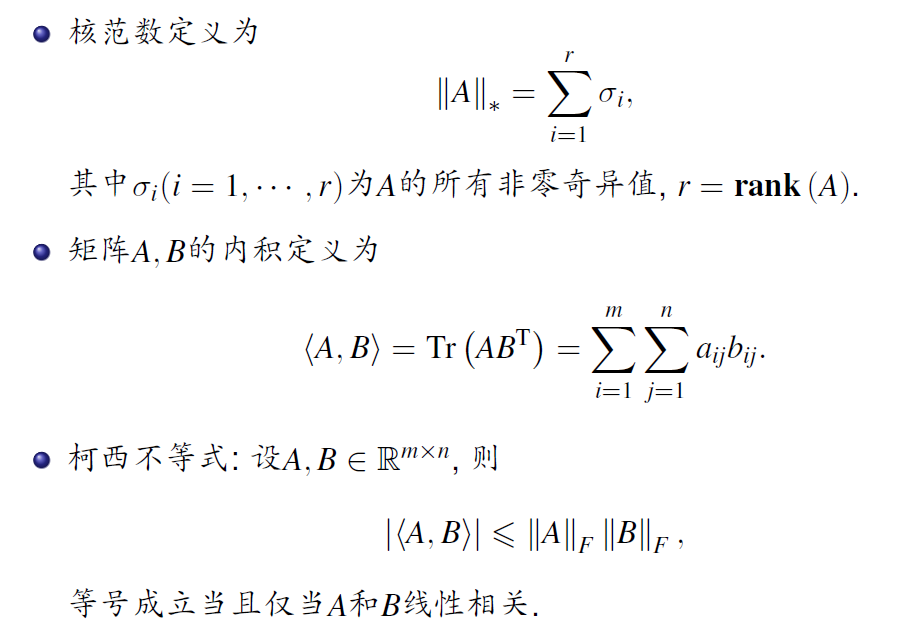 核范数定义为
$$\|A\|_* = \sum_{i=1}^{r} \sigma_i,$$
其中$\sigma_i(i = 1, \cdots, r)$为$A$的所有非零奇异值, $r = \mathbf{rank}(A)$.
矩阵$A, B$的内积定义为
$$\langle A, B \rangle = \mathrm{Tr}\left(AB^{\mathrm{T}}\right) = \sum_{i=1}^{m} \sum_{j=1}^{n} a_{ij}b_{ij}.$$
柯西不等式: 设$A, B \in \mathbb{R}^{m \times n}$, 则
$$|\langle A, B \rangle| \leqslant \|A\|_F \|B\|_F,$$
等号成立当且仅当$A$和$B$线性相关.